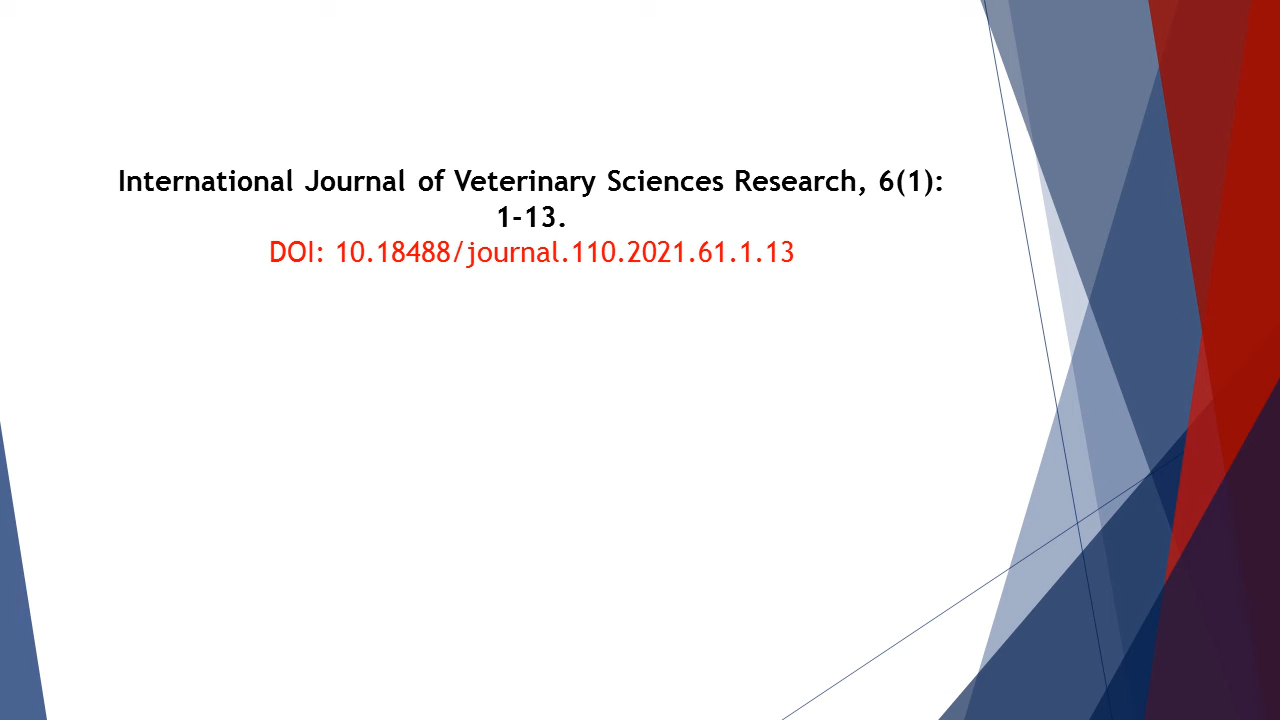 International Journal of Veterinary Sciences Research, 6(1):
1-13.
DOI: 10.18488/journal.110.2021.61.1.13